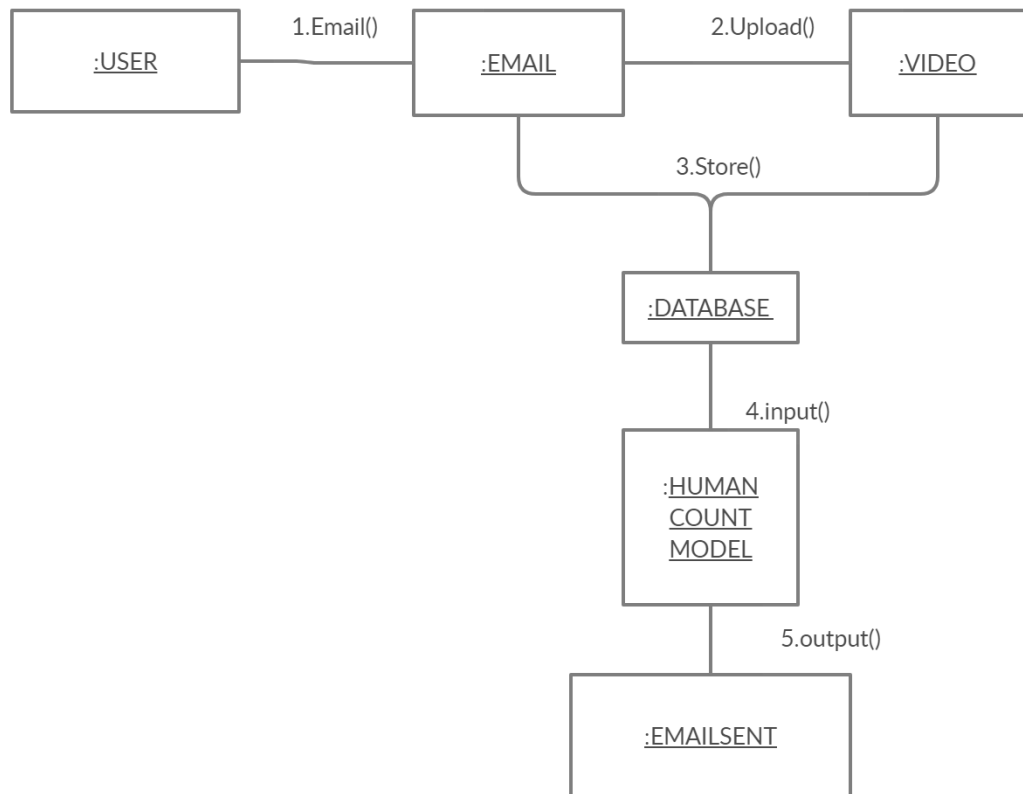 1.Email()
2.Upload()
:USER
:EMAIL
:VIDEO
3.Store()
:DATABASE
4.input()
:HUMAN
COUNT
MODEL
5.output()
:EMAILSENT